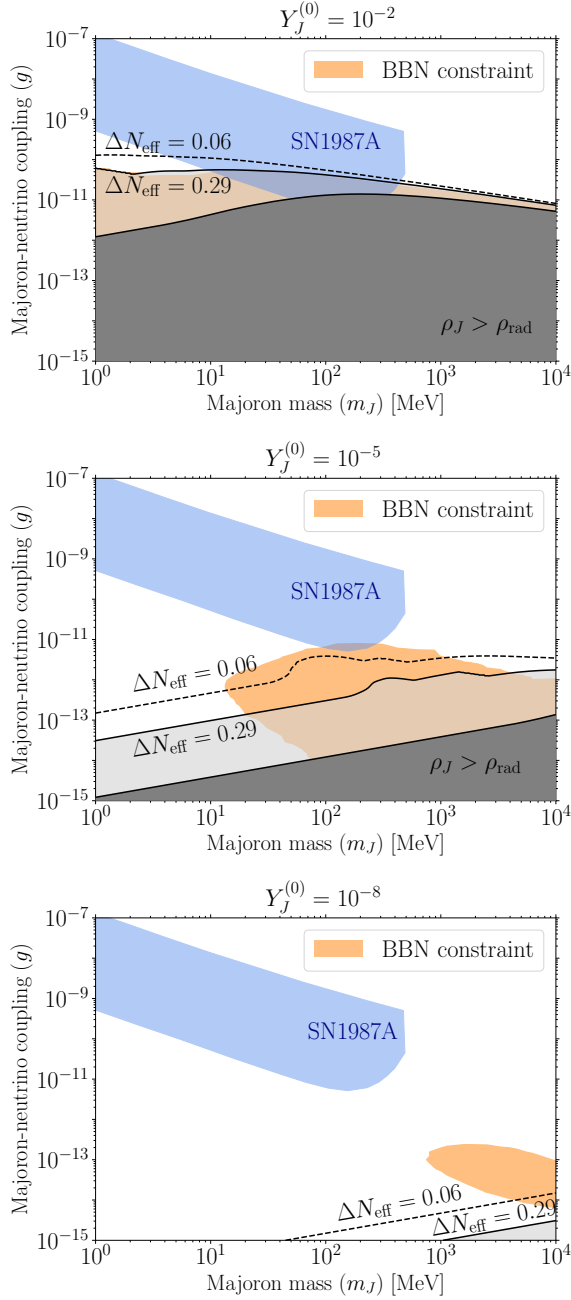 Y_J^{(0)} = 10^{-2}
10^{-7}
BBN constraint
10^{-9}
ΔN_eff = 0.06
SN1987A
ΔN_eff = 0.29
10^{-11}
10^{-13}
ρ_J > ρ_rad
10^{-15}
10^0 10^1 10^2 10^3 10^4
Majoron mass (m_J) [MeV]
Majoron-neutrino coupling (g)
Y_J^{(0)} = 10^{-5}
10^{-7}
BBN constraint
10^{-9}
SN1987A
10^{-11}
ΔN_eff = 0.06
10^{-13}
ΔN_eff = 0.29
ρ_J > ρ_rad
10^{-15}
10^0 10^1 10^2 10^3 10^4
Majoron mass (m_J) [MeV]
Majoron-neutrino coupling (g)
Y_J^{(0)} = 10^{-8}
10^{-7}
BBN constraint
10^{-9}
SN1987A
10^{-11}
10^{-13}
ΔN_eff = 0.06
ΔN_eff = 0.29
10^{-15}
10^0 10^1 10^2 10^3 10^4
Majoron mass (m_J) [MeV]
Majoron-neutrino coupling (g)